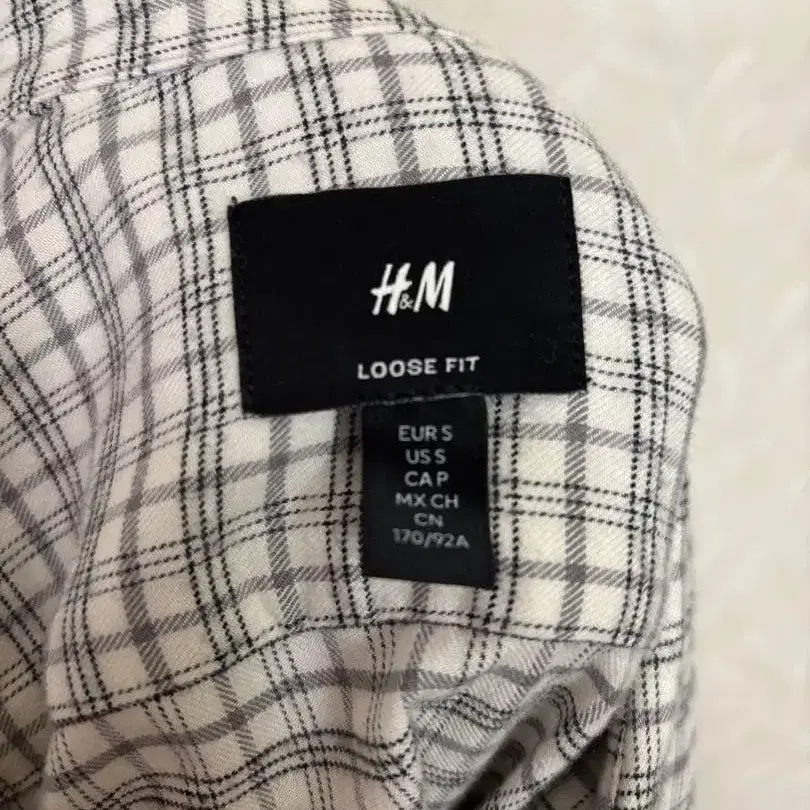 H&M
LOOSE FIT
EUR S
US S
CA P
MX CH
CN
170/92A